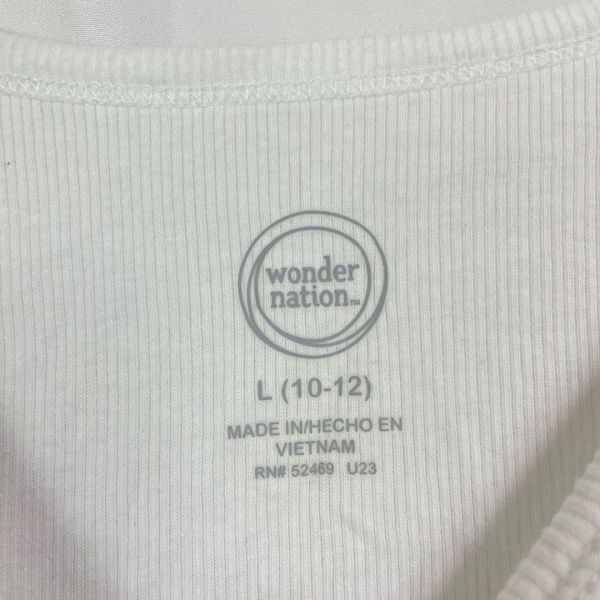 wonder
nation™
L (10-12)
MADE IN/HECHO EN
VIETNAM
RN# 52469 U23